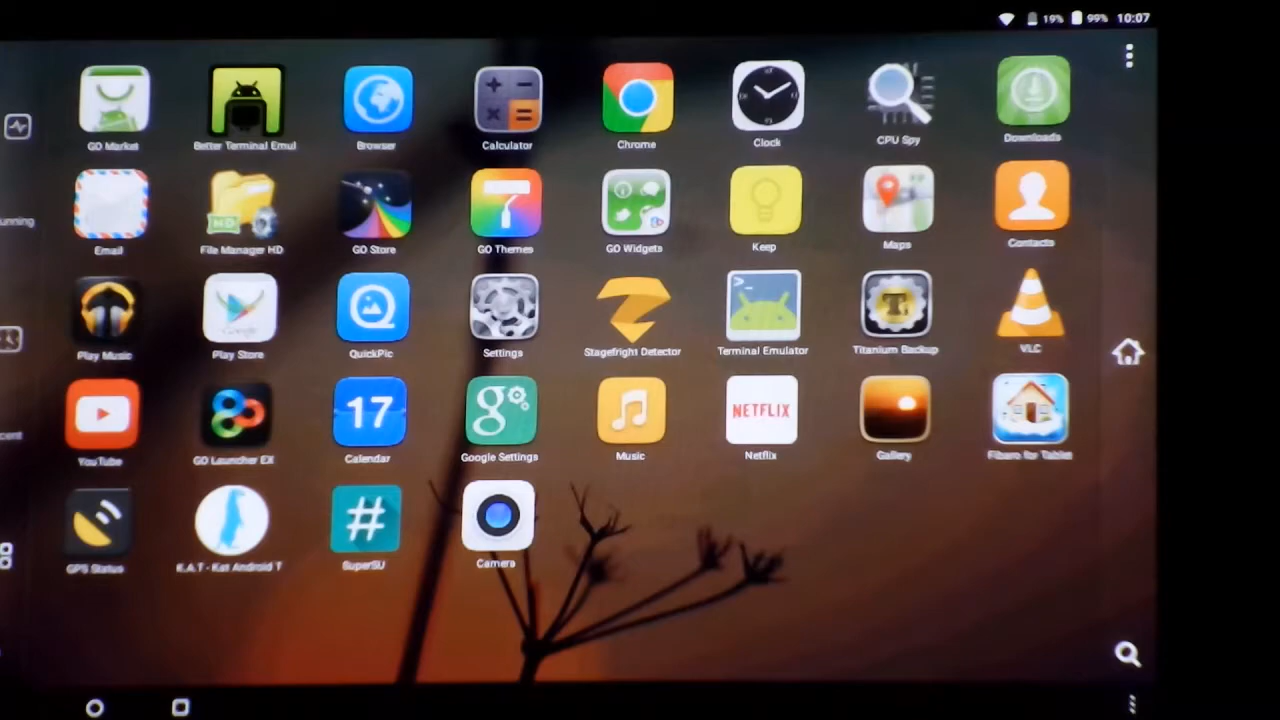 19% 99% 10:07
GO Market Better Terminal Emul Browser Calculator Chrome Clock CPU Spy Downloads
Email File Manager HD GO Store GO Themes GO Widgets Keep Maps Contacts
unning
Play Music Play Store QuickPic Settings Stagefright Detector Terminal Emulator Titanium Backup VLC
YouTube GO Launcher EX Calendar Google Settings Music Netflix Gallery Fibaro for Tablet
17
NETFLIX
ecent
GPS Status K.A.T - Kat Android T SuperSU Camera
#